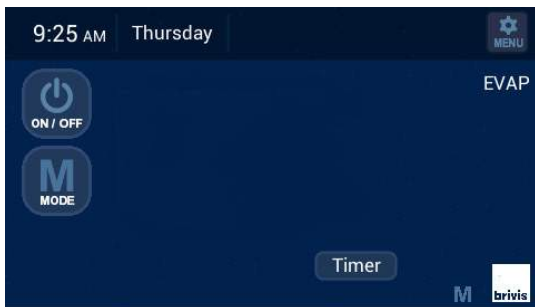 9:25 AM Thursday
MENU
EVAP
ON / OFF
M
MODE
Timer
M
brivis